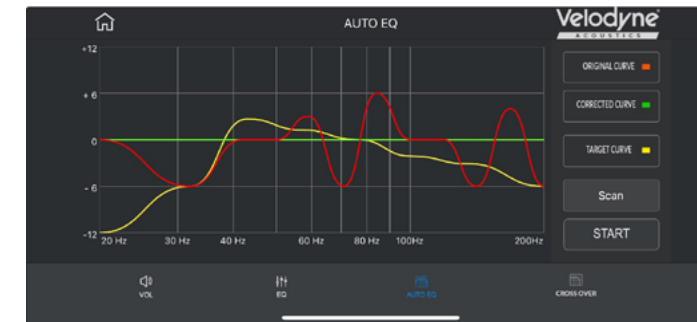 AUTO EQ
Velodyne
ACOUSTICS
+12
+ 6
0
- 6
-12
20 Hz 30 Hz 40 Hz 60 Hz 80 Hz 100Hz 200Hz
ORIGINAL CURVE
CORRECTED CURVE
TARGET CURVE
Scan
START
VOL
EQ
AUTO EQ
CROSS OVER